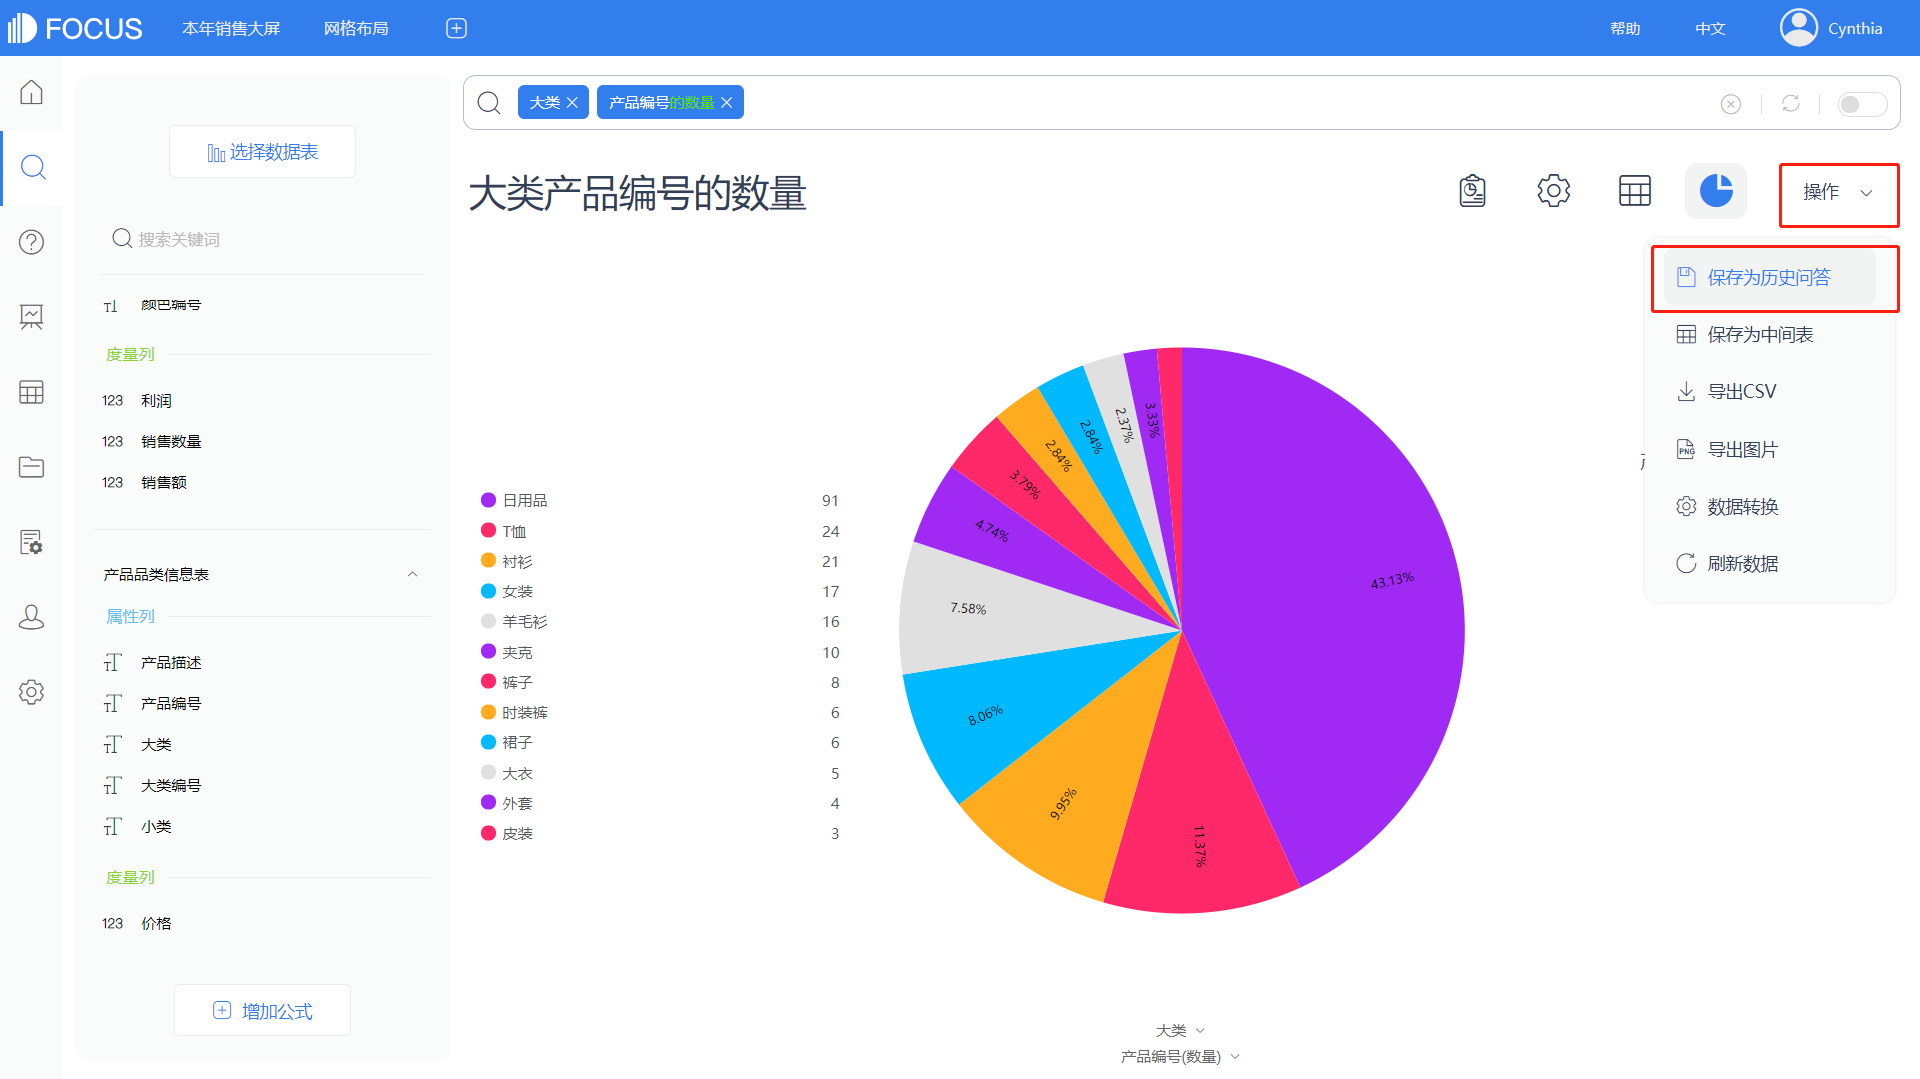 FOCUS 本年销售大屏 网格布局 帮助 中文 Cynthia
大类 产品编号的数量
选择数据表
搜索关键词
颜色编号
度量列
123 利润
123 销售数量
123 销售额
产品品类信息表
属性列
产品描述
产品编号
大类
大类编号
小类
度量列
123 价格
增加公式
大类产品编号的数量
操作
保存为历史问答
保存为中间表
导出CSV
PNG 导出图片
数据转换
刷新数据
日用品 91
T恤 24
衬衫 21
女装 17
羊毛衫 16
夹克 10
裤子 8
时装裤 6
裙子 6
大衣 5
外套 4
皮装 3
43.13%
11.37%
9.95%
8.06%
7.58%
4.74%
3.79%
2.84%
2.84%
2.37%
3.33%
大类
产品编号(数量)